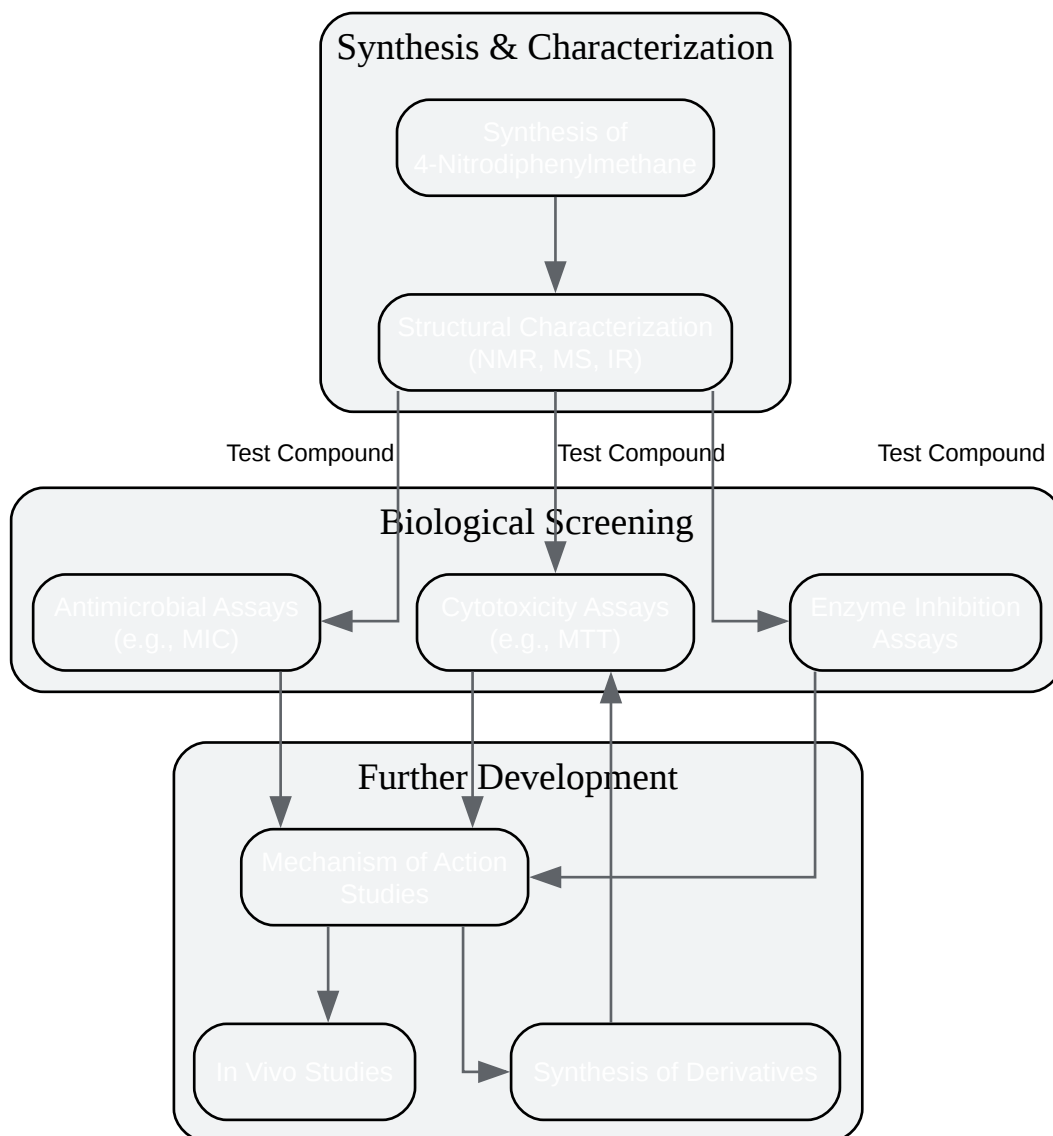 Synthesis & Characterization
Synthesis of
4-Nitrodiphenylmethane
Structural Characterization
(NMR, MS, IR)
Test Compound
Test Compound
Test Compound
Biological Screening
Antimicrobial Assays
(e.g., MIC)
Cytotoxicity Assays
(e.g., MTT)
Enzyme Inhibition
Assays
Further Development
Mechanism of Action
Studies
In Vivo Studies
Synthesis of Derivatives